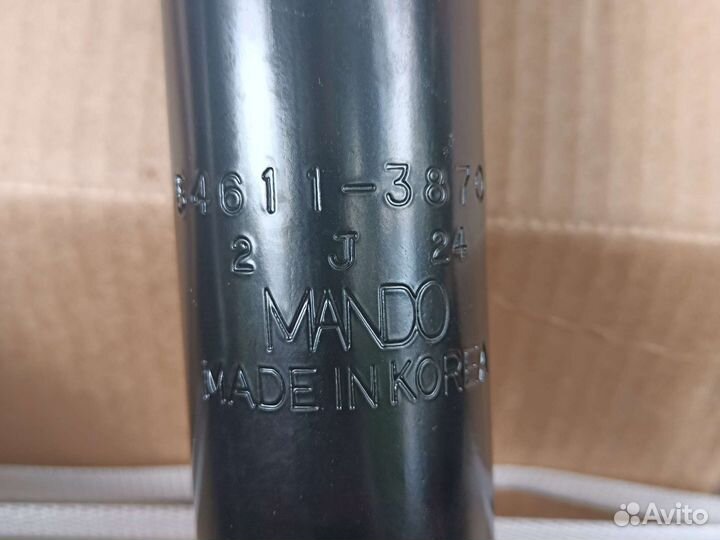 54611-3870
2 J 24
MANDO
MADE IN KOREA
Avito